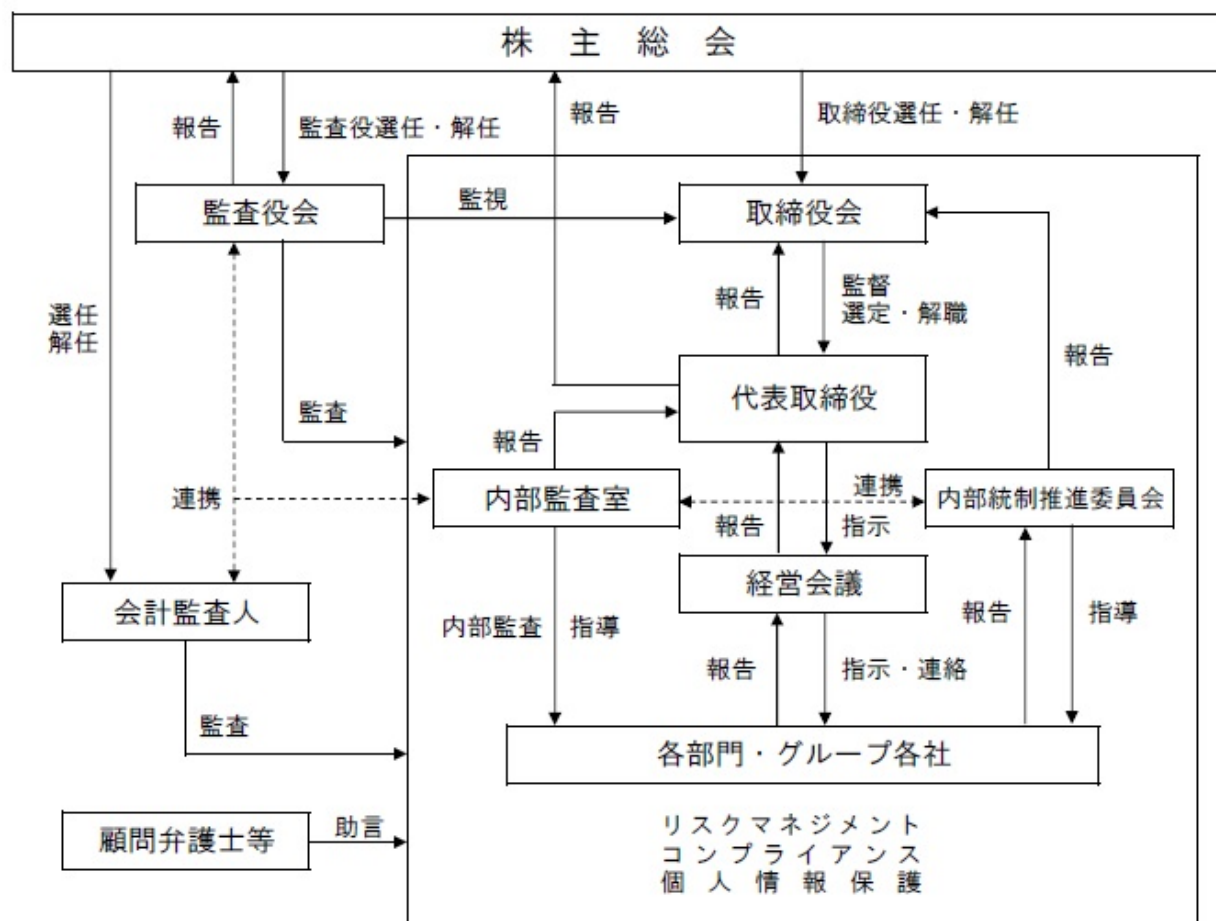 株主総会
報告
監査役選任・解任
報告
取締役選任・解任
監査役会
監視
取締役会
選任
解任
報告
監督
選定・解職
報告
代表取締役
監査
報告
連携
内部監査室
連携
内部統制推進委員会
報告
指示
会計監査人
経営会議
内部監査
指導
報告
指示・連絡
報告
指導
監査
各部門・グループ各社
顧問弁護士等
助言
リスクマネジメント
コンプライアンス
個人情報保護